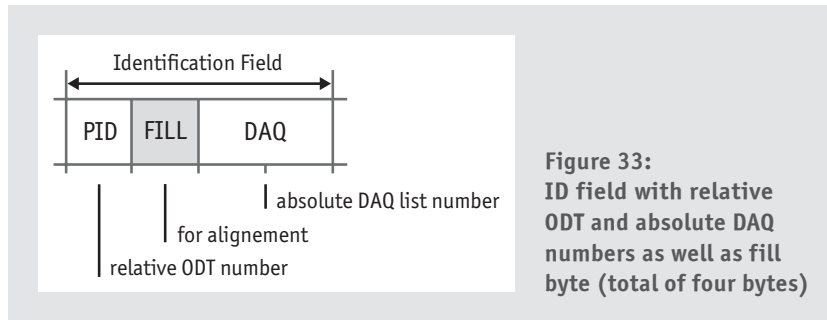 Identification Field
PID FILL DAQ
absolute DAQ list number
for alignement
relative ODT number
Figure 33:
ID field with relative
ODT and absolute DAQ
numbers as well as fill
byte (total of four bytes)